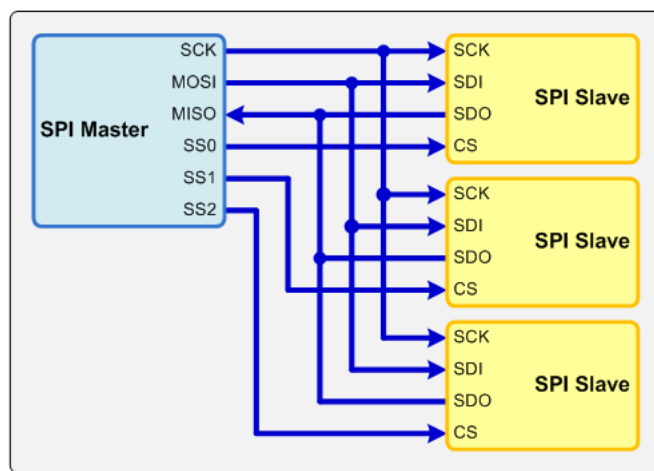 SPI Master
SCK
MOSI
MISO
SS0
SS1
SS2
SCK
SDI
SDO
CS
SPI Slave
SCK
SDI
SDO
CS
SPI Slave
SCK
SDI
SDO
CS
SPI Slave